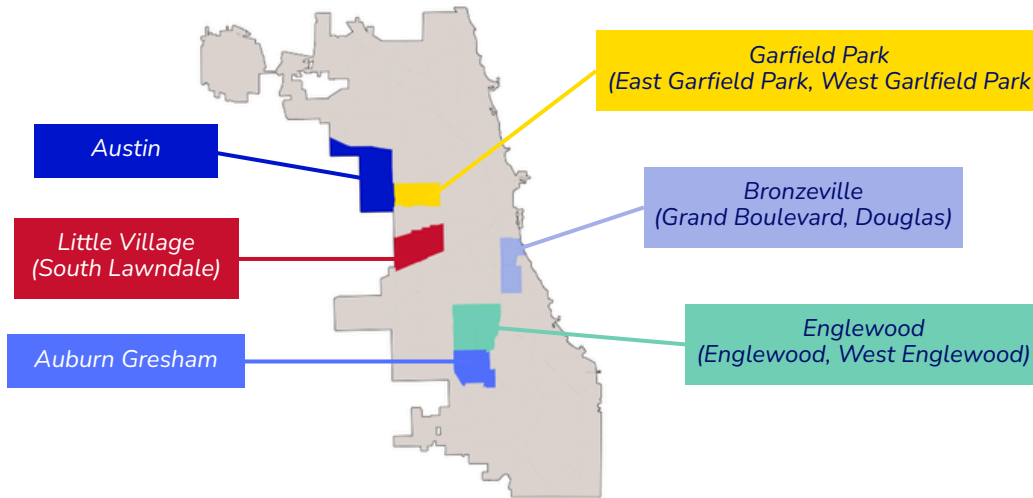 Garfield Park
(East Garfield Park, West Garlfield Park
Austin
Bronzeville
(Grand Boulevard, Douglas)
Little Village
(South Lawndale)
Englewood
(Englewood, West Englewood)
Auburn Gresham